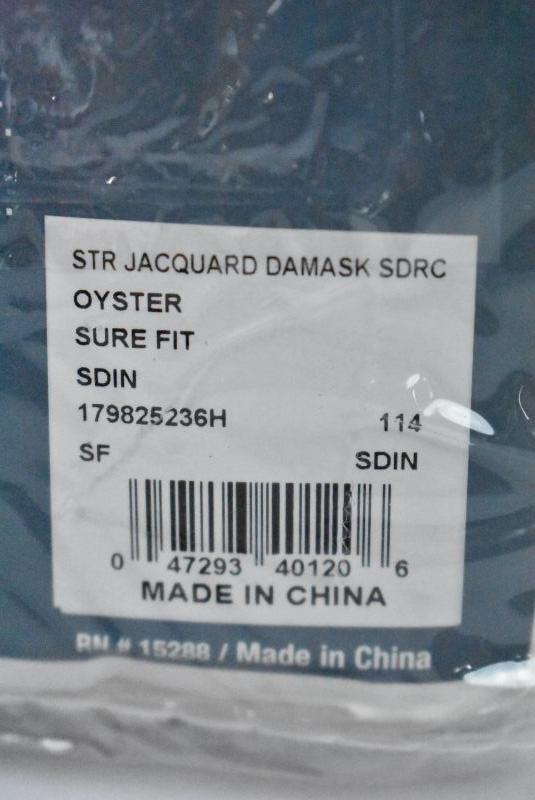 STR JACQUARD DAMASK SDRC
OYSTER
SURE FIT
SDIN
179825236H 114
SF SDIN
0 47293 40120 6
MADE IN CHINA
RN # 15288 / Made in China